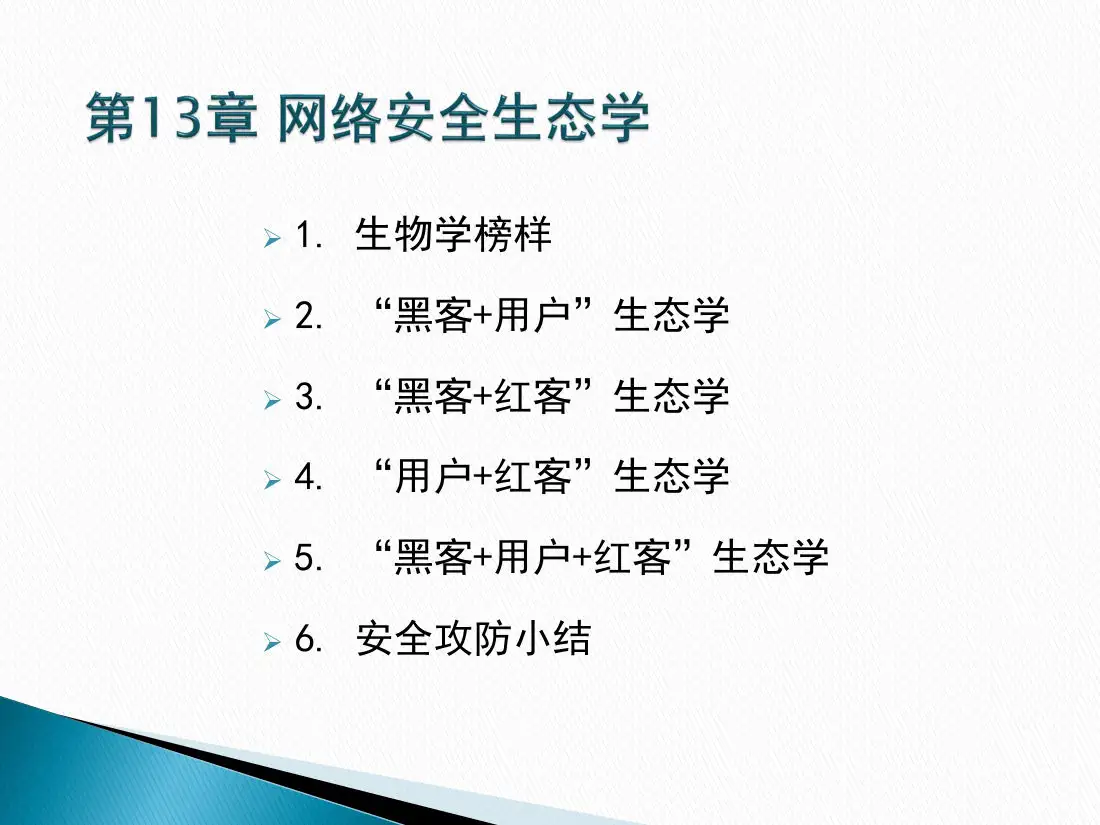 第13章 网络安全生态学
1. 生物学榜样
2. “黑客+用户”生态学
3. “黑客+红客”生态学
4. “用户+红客”生态学
5. “黑客+用户+红客”生态学
6. 安全攻防小结